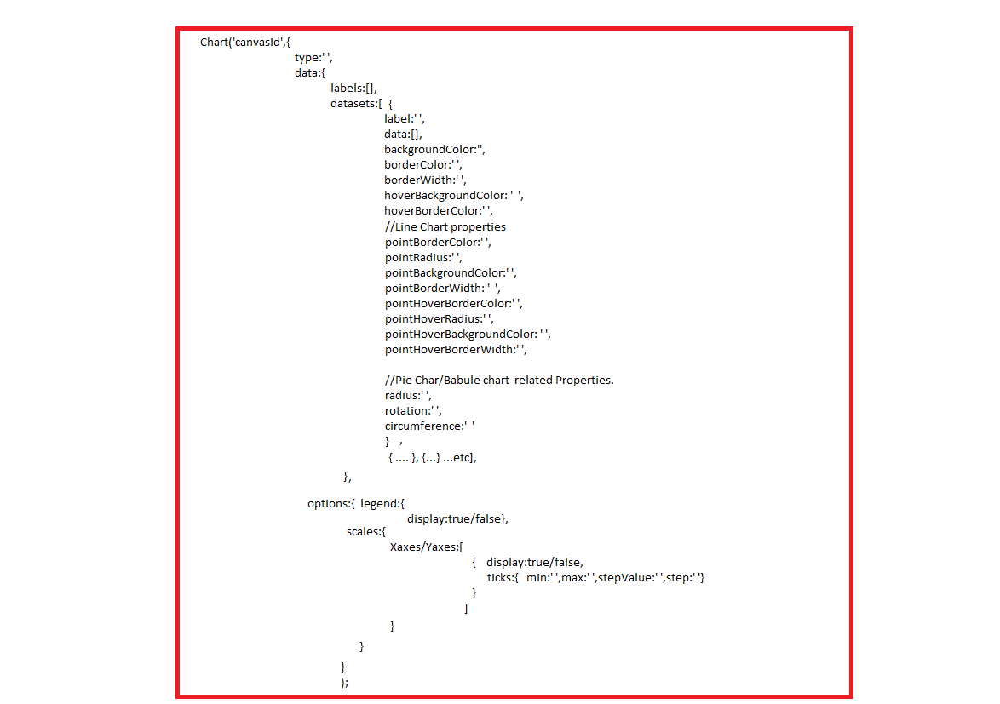 Chart('canvasId',{
type:' ',
data:{
labels:[],
datasets:[ {
label:' ',
data:[],
backgroundColor:'',
borderColor:' ',
borderWidth:' ',
hoverBackgroundColor: ' ',
hoverBorderColor:' ',
//Line Chart properties
pointBorderColor:' ',
pointRadius:' ',
pointBackgroundColor:' ',
pointBorderWidth: ' ',
pointHoverBorderColor:' ',
pointHoverRadius:' ',
pointHoverBackgroundColor: ' ',
pointHoverBorderWidth:' ',
//Pie Char/Babule chart related Properties.
radius:' ',
rotation:' ',
circumference:' '
} ,
{ .... }, {...} ...etc],
},
options:{ legend:{
display:true/false},
scales:{
Xaxes/Yaxes:[
{ display:true/false,
ticks:{ min:' ',max:' ',stepValue:' ',step:' '}
}
]
}
}
}
);